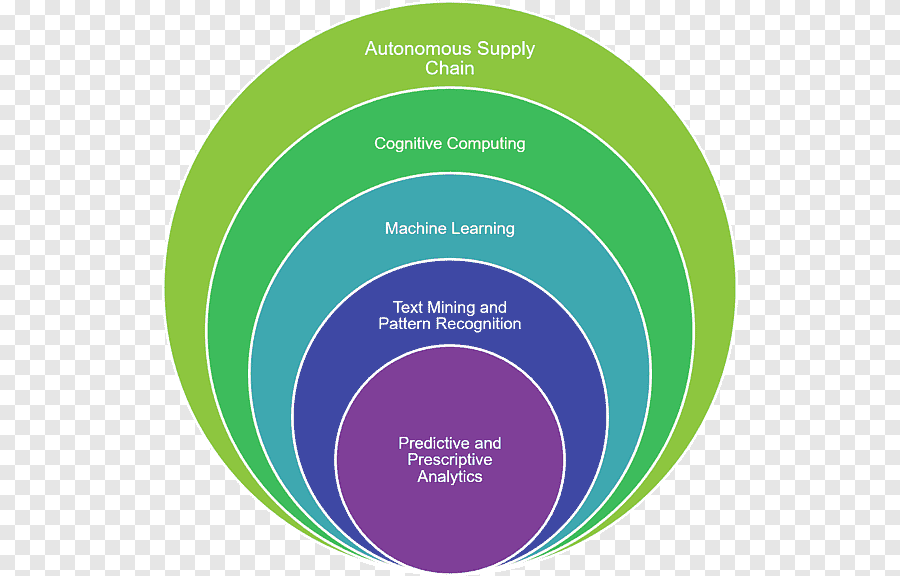 Autonomous Supply
Chain
Cognitive Computing
Machine Learning
Text Mining and
Pattern Recognition
Predictive and
Prescriptive
Analytics